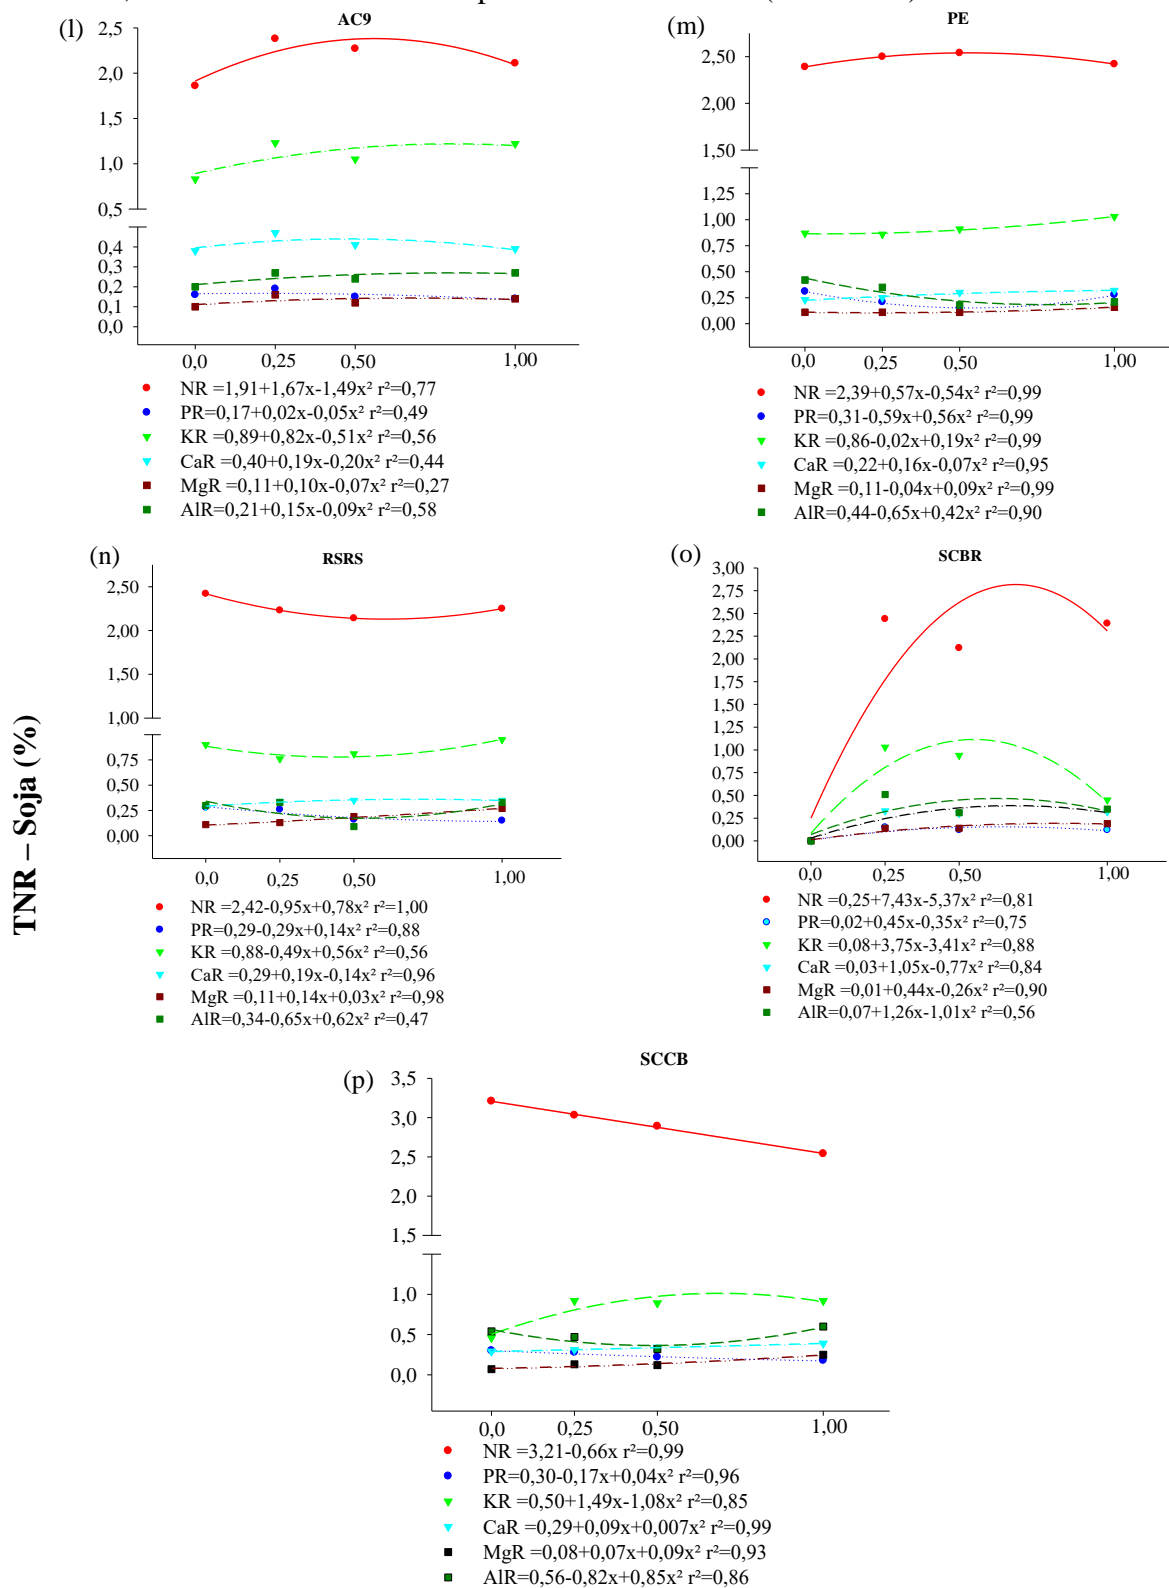 (l)
AC9
2,5
2,0
1,5
1,0
0,5
0,4
0,3
0,2
0,1
0,0
0,0 0,25 0,50 1,00
NR =1,91+1,67x-1,49x² r²=0,77
PR=0,17+0,02x-0,05x² r²=0,49
KR =0,89+0,82x-0,51x² r²=0,56
CaR =0,40+0,19x-0,20x² r²=0,44
MgR =0,11+0,10x-0,07x² r²=0,27
AlR=0,21+0,15x-0,09x² r²=0,58
(m)
PE
2,50
2,00
1,50
1,25
1,00
0,75
0,50
0,25
0,00
0,0 0,25 0,50 1,00
NR =2,39+0,57x-0,54x² r²=0,99
PR=0,31-0,59x+0,56x² r²=0,99
KR =0,86-0,02x+0,19x² r²=0,99
CaR =0,22+0,16x-0,07x² r²=0,95
MgR =0,11-0,04x+0,09x² r²=0,99
AlR=0,44-0,65x+0,42x² r²=0,90
TNR – Soja (%)
(n)
RSRS
2,50
2,00
1,50
1,00
0,75
0,50
0,25
0,00
0,0 0,25 0,50 1,00
NR =2,42-0,95x+0,78x² r²=1,00
PR=0,29-0,29x+0,14x² r²=0,88
KR =0,88-0,49x+0,56x² r²=0,56
CaR =0,29+0,19x-0,14x² r²=0,96
MgR =0,11+0,14x+0,03x² r²=0,98
AlR=0,34-0,65x+0,62x² r²=0,47
(o)
SCBR
3,00
2,75
2,50
2,25
2,00
1,75
1,50
1,25
1,00
0,75
0,50
0,25
0,00
0,0 0,25 0,50 1,00
NR =0,25+7,43x-5,37x² r²=0,81
PR=0,02+0,45x-0,35x² r²=0,75
KR =0,08+3,75x-3,41x² r²=0,88
CaR =0,03+1,05x-0,77x² r²=0,84
MgR =0,01+0,44x-0,26x² r²=0,90
AlR=0,07+1,26x-1,01x² r²=0,56
(p)
SCCB
3,5
3,0
2,5
2,0
1,5
1,0
0,5
0,0
0,0 0,25 0,50 1,00
NR =3,21-0,66x r²=0,99
PR=0,30-0,17x+0,04x² r²=0,96
KR =0,50+1,49x-1,08x² r²=0,85
CaR =0,29+0,09x+0,007x² r²=0,99
MgR =0,08+0,07x+0,09x² r²=0,93
AlR=0,56-0,82x+0,85x² r²=0,86